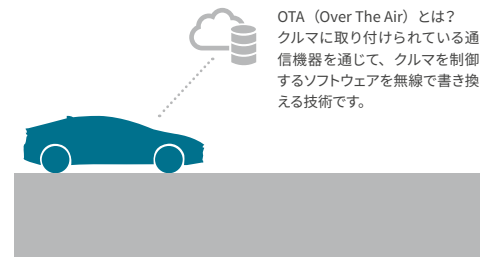 OTA（Over The Air）とは？
クルマに取り付けられている通
信機器を通じて、クルマを制御
するソフトウェアを無線で書き換
える技術です。